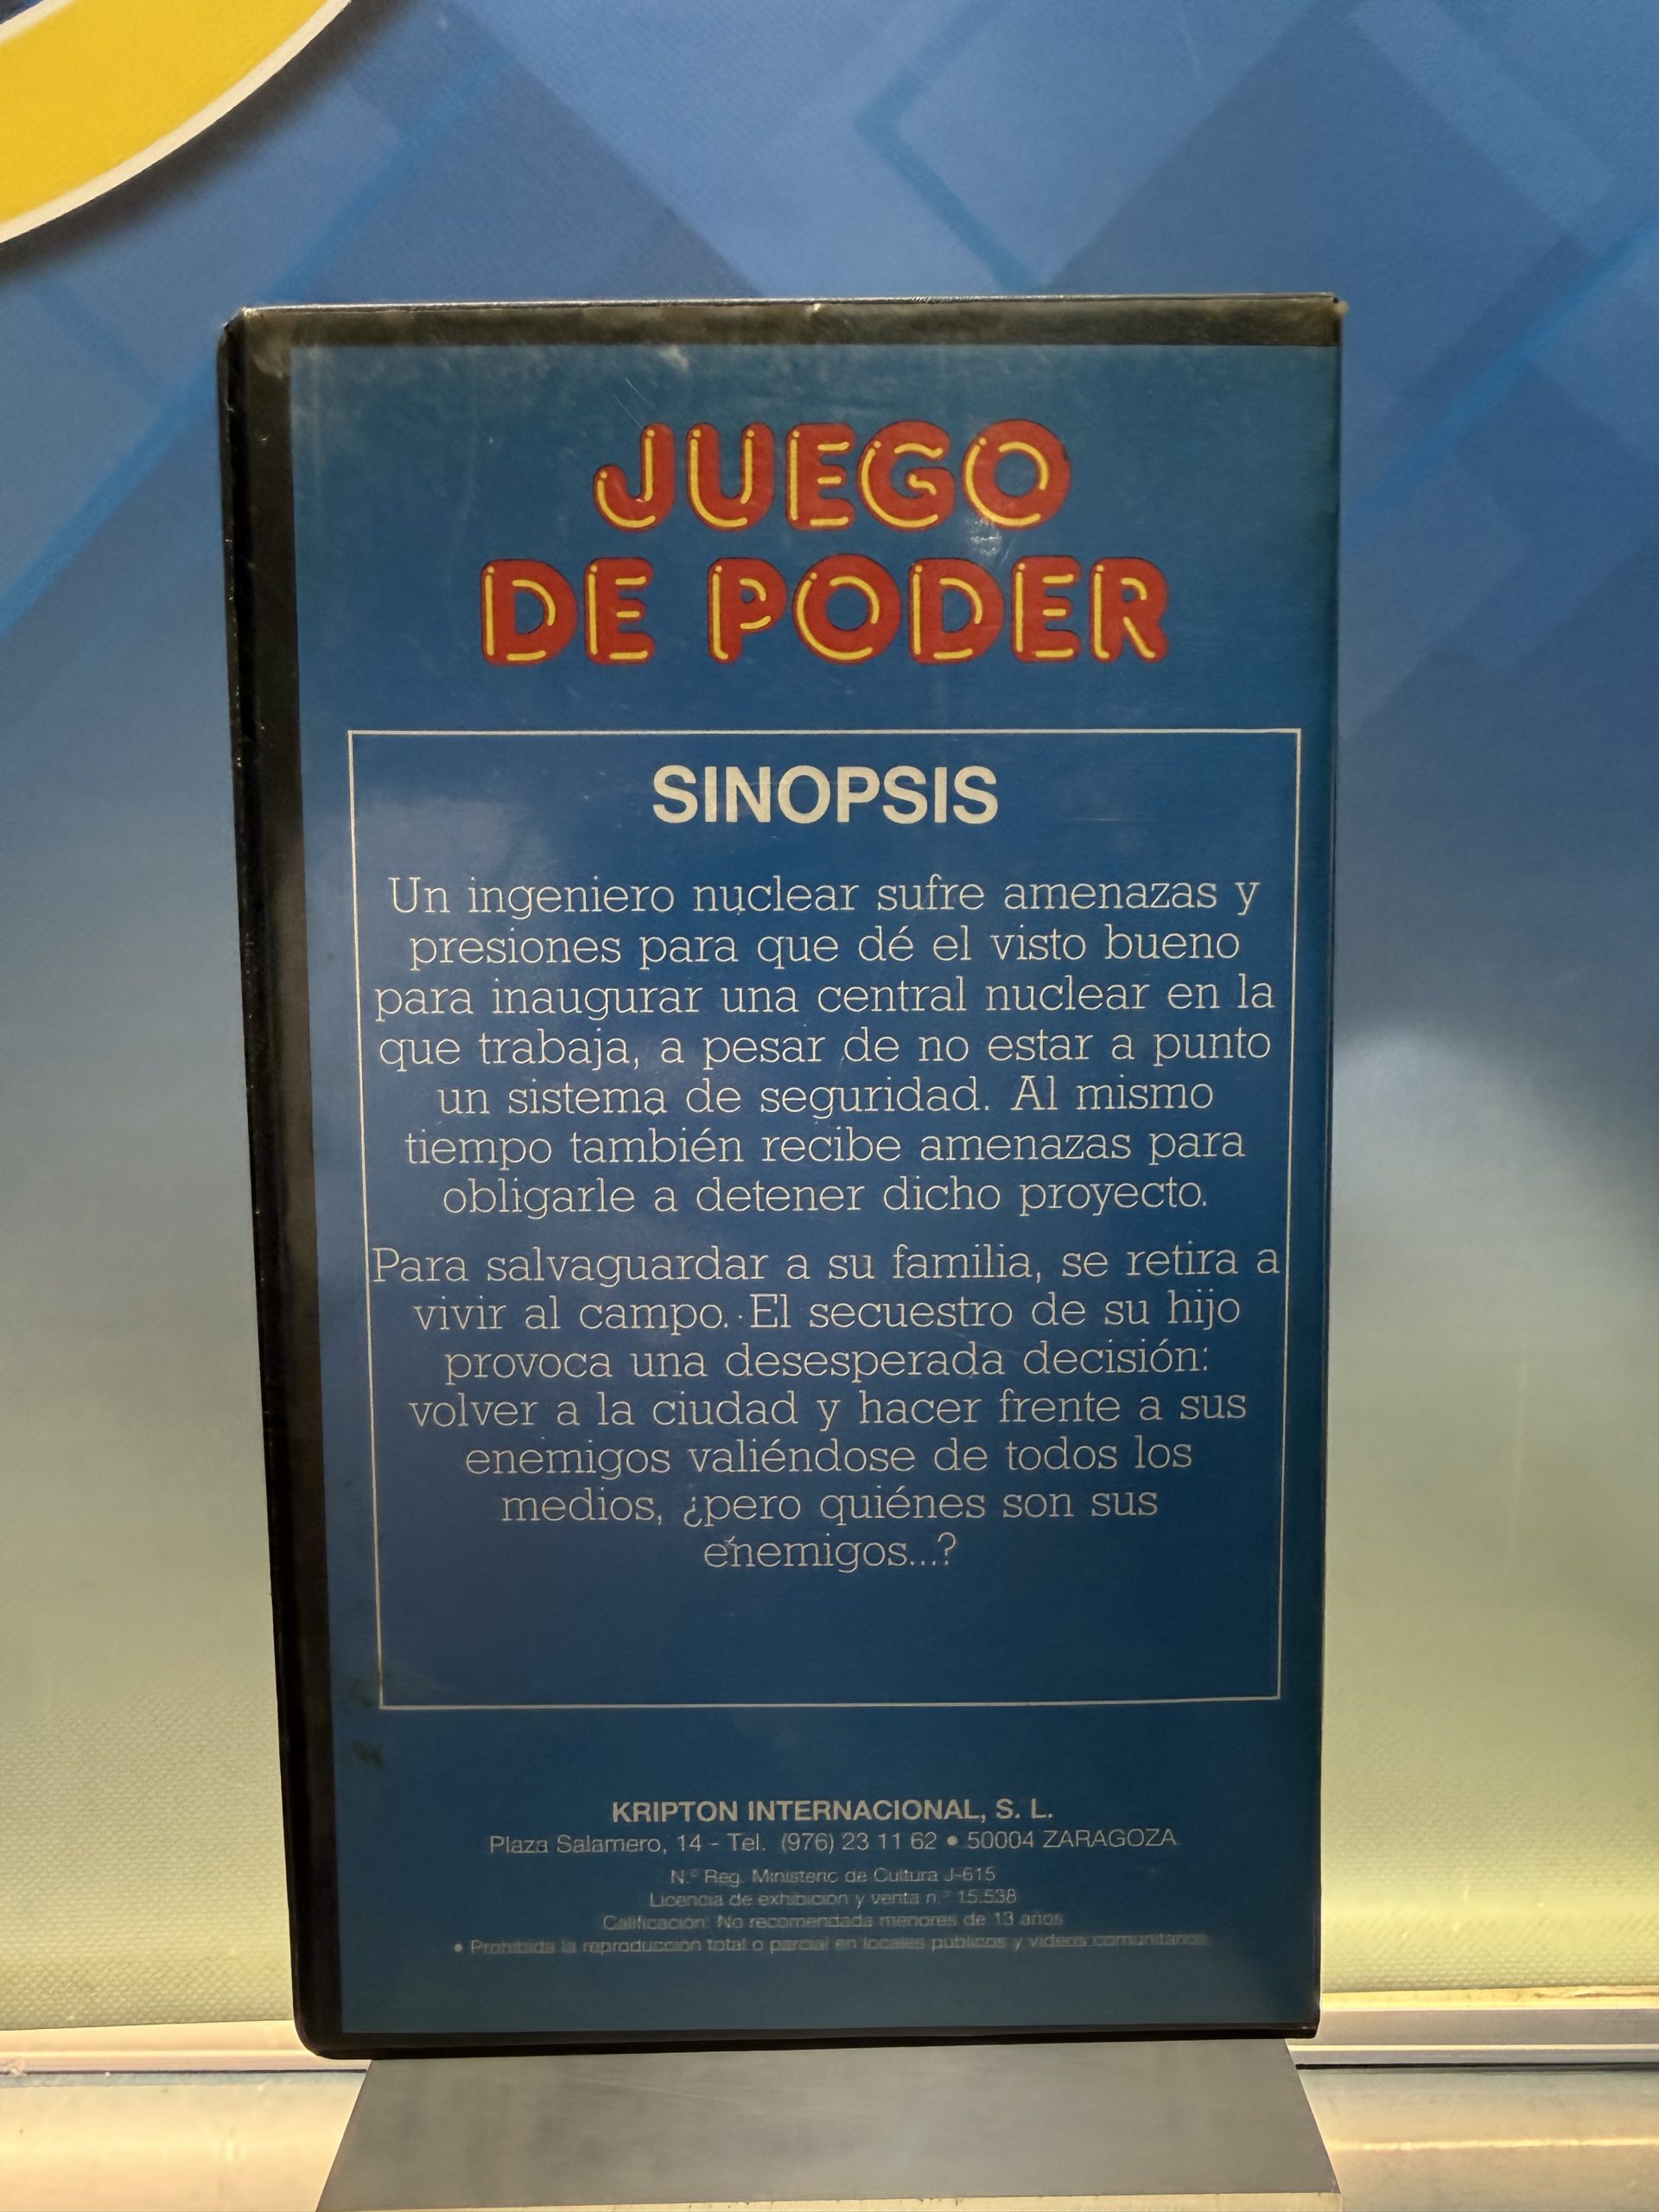 JUEGO
DE PODER
SINOPSIS
Un ingeniero nuclear sufre amenazas y
presiones para que dé el visto bueno
para inaugurar una central nuclear en la
que trabaja, a pesar de no estar a punto
un sistema de seguridad. Al mismo
tiempo también recibe amenazas para
obligarle a detener dicho proyecto.
Para salvaguardar a su familia, se retira a
vivir al campo. El secuestro de su hijo
provoca una desesperada decisión:
volver a la ciudad y hacer frente a sus
enemigos valiéndose de todos los
medios, ¿pero quiénes son sus
enemigos...?
KRIPTON INTERNACIONAL, S. L.
Plaza Salamero, 14 - Tel. (976) 23 11 62 • 50004 ZARAGOZA
N.º Reg. Ministerio de Cultura J-615
Licencia de exhibición y venta n.º 15.538
Calificación: No recomendada menores de 13 años
• Prohibida la reproducción total o parcial en locales públicos y videos comunitarios